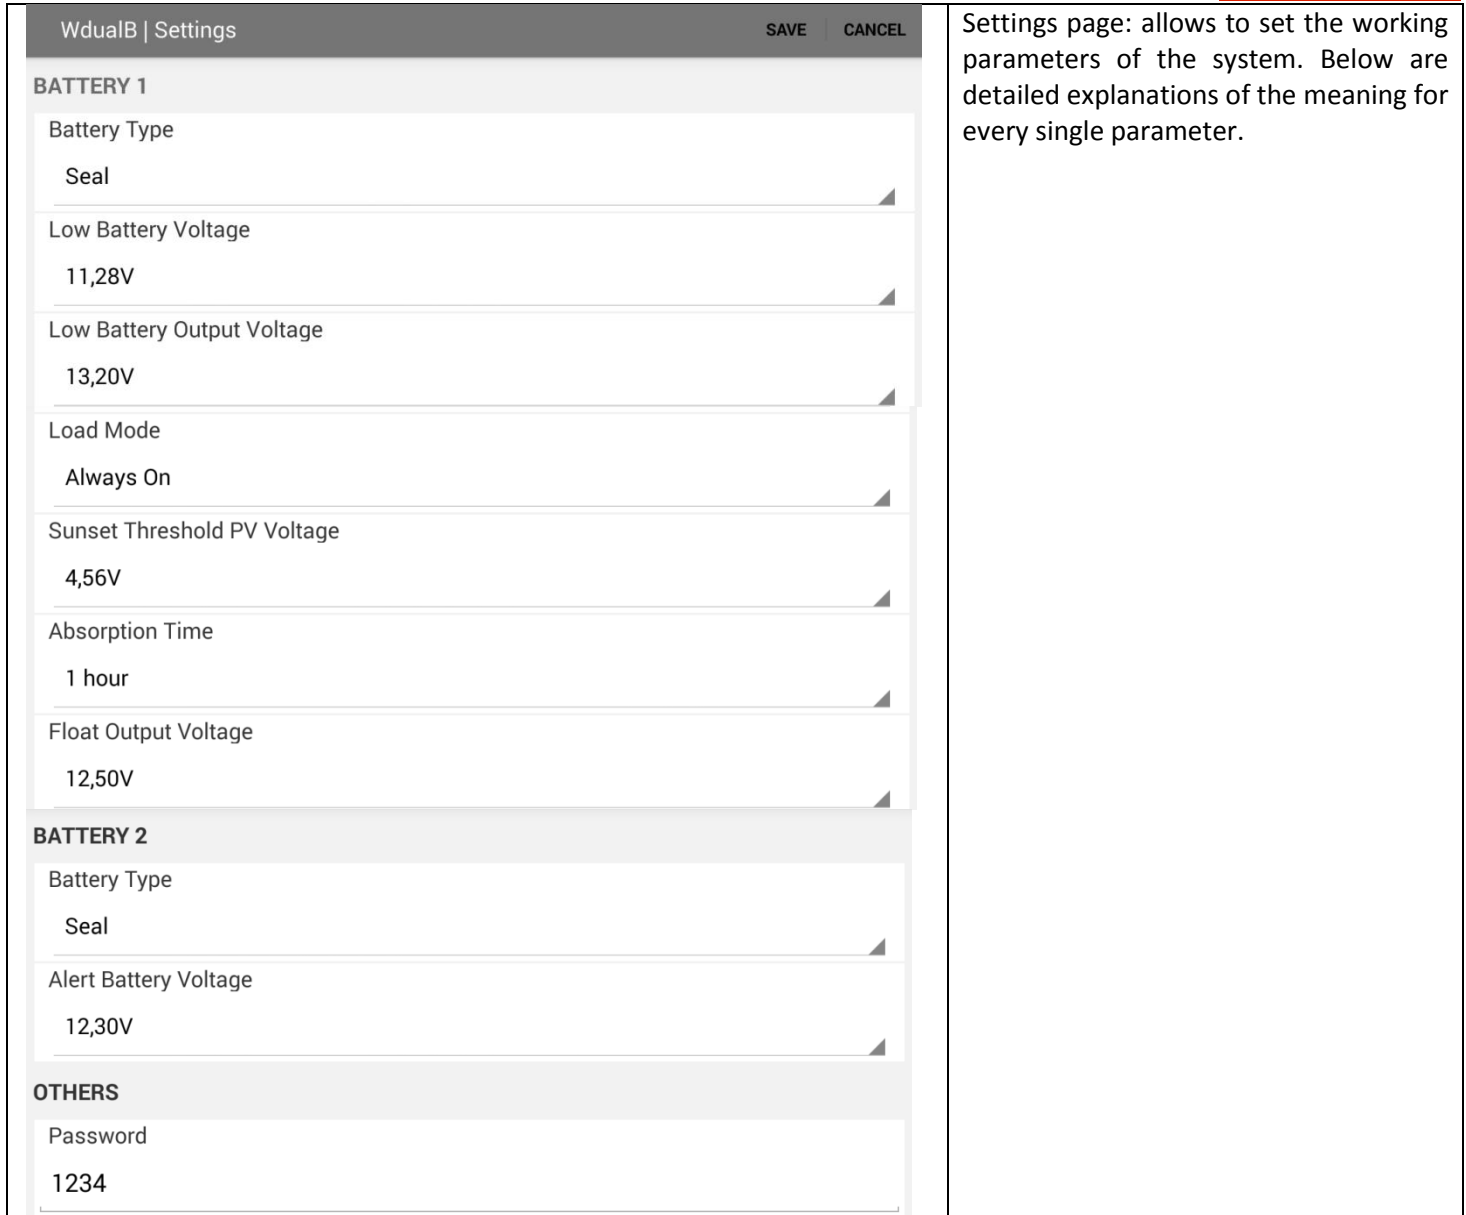 WdualB | Settings
SAVE
CANCEL
BATTERY 1
Battery Type
Seal
Low Battery Voltage
11,28V
Low Battery Output Voltage
13,20V
Load Mode
Always On
Sunset Threshold PV Voltage
4,56V
Absorption Time
1 hour
Float Output Voltage
12,50V
BATTERY 2
Battery Type
Seal
Alert Battery Voltage
12,30V
OTHERS
Password
1234
Settings page: allows to set the working
parameters of the system. Below are
detailed explanations of the meaning for
every single parameter.